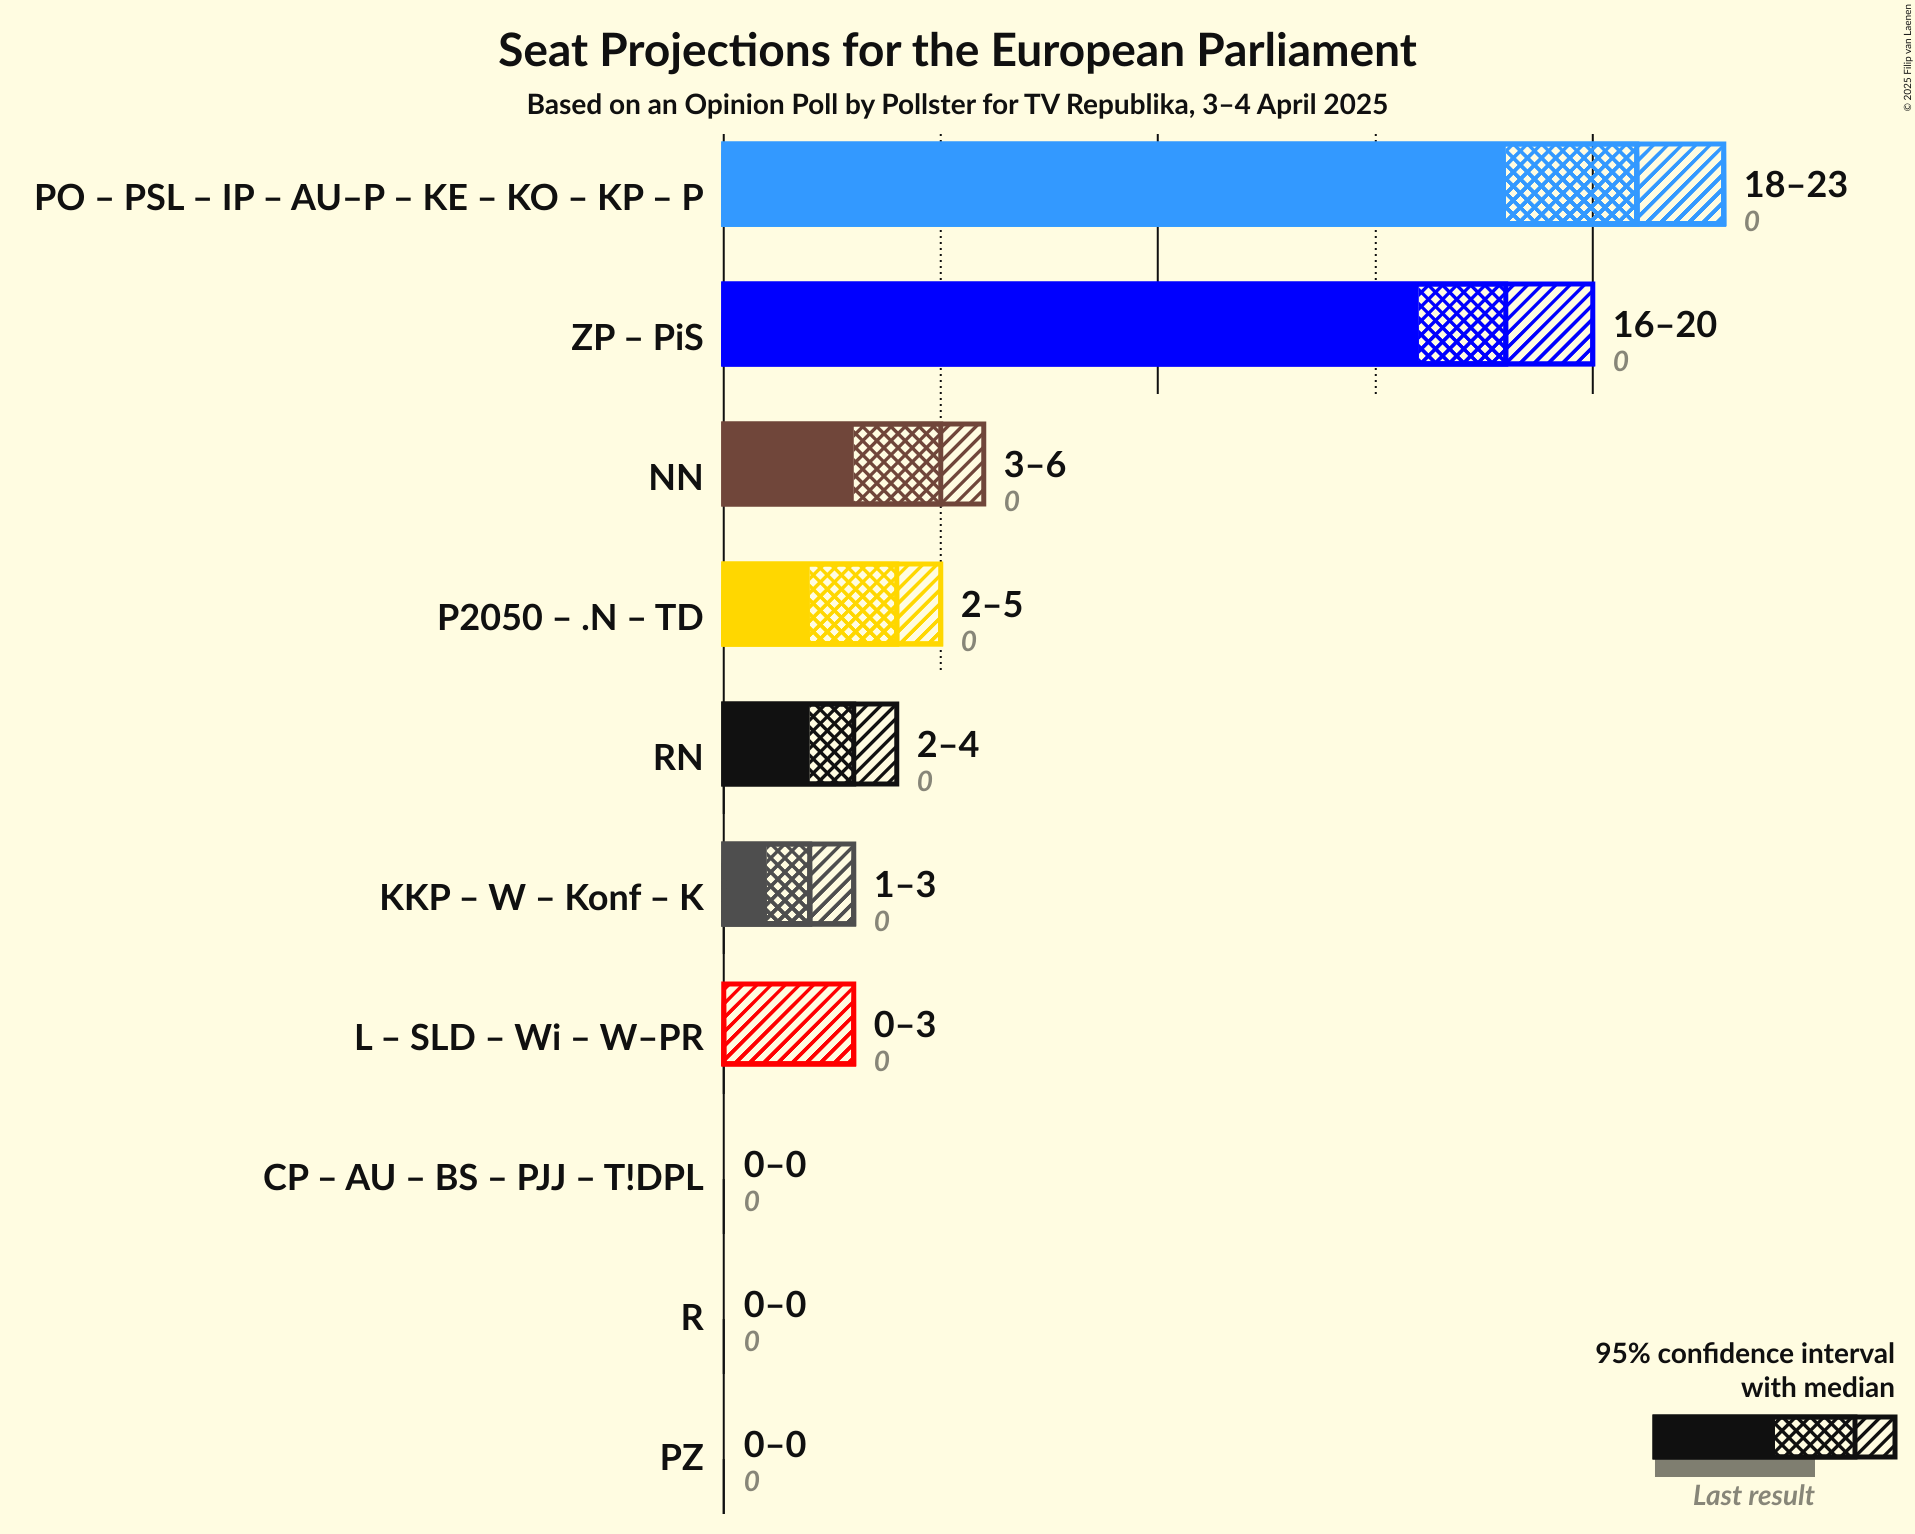 Seat Projections for the European Parliament
Based on an Opinion Poll by Pollster for TV Republika, 3–4 April 2025
© 2025 Filip van Laenen
PO – PSL – IP – AU–P – KE – KO – KP – P
18–23
0
ZP – PiS
16–20
0
NN
3–6
0
P2050 – .N – TD
2–5
0
RN
2–4
0
KKP – W – Konf – K
1–3
0
L – SLD – Wi – W–PR
0–3
0
CP – AU – BS – PJJ – T!DPL
0–0
0
R
0–0
0
PZ
0–0
0
95% confidence interval
with median
Last result